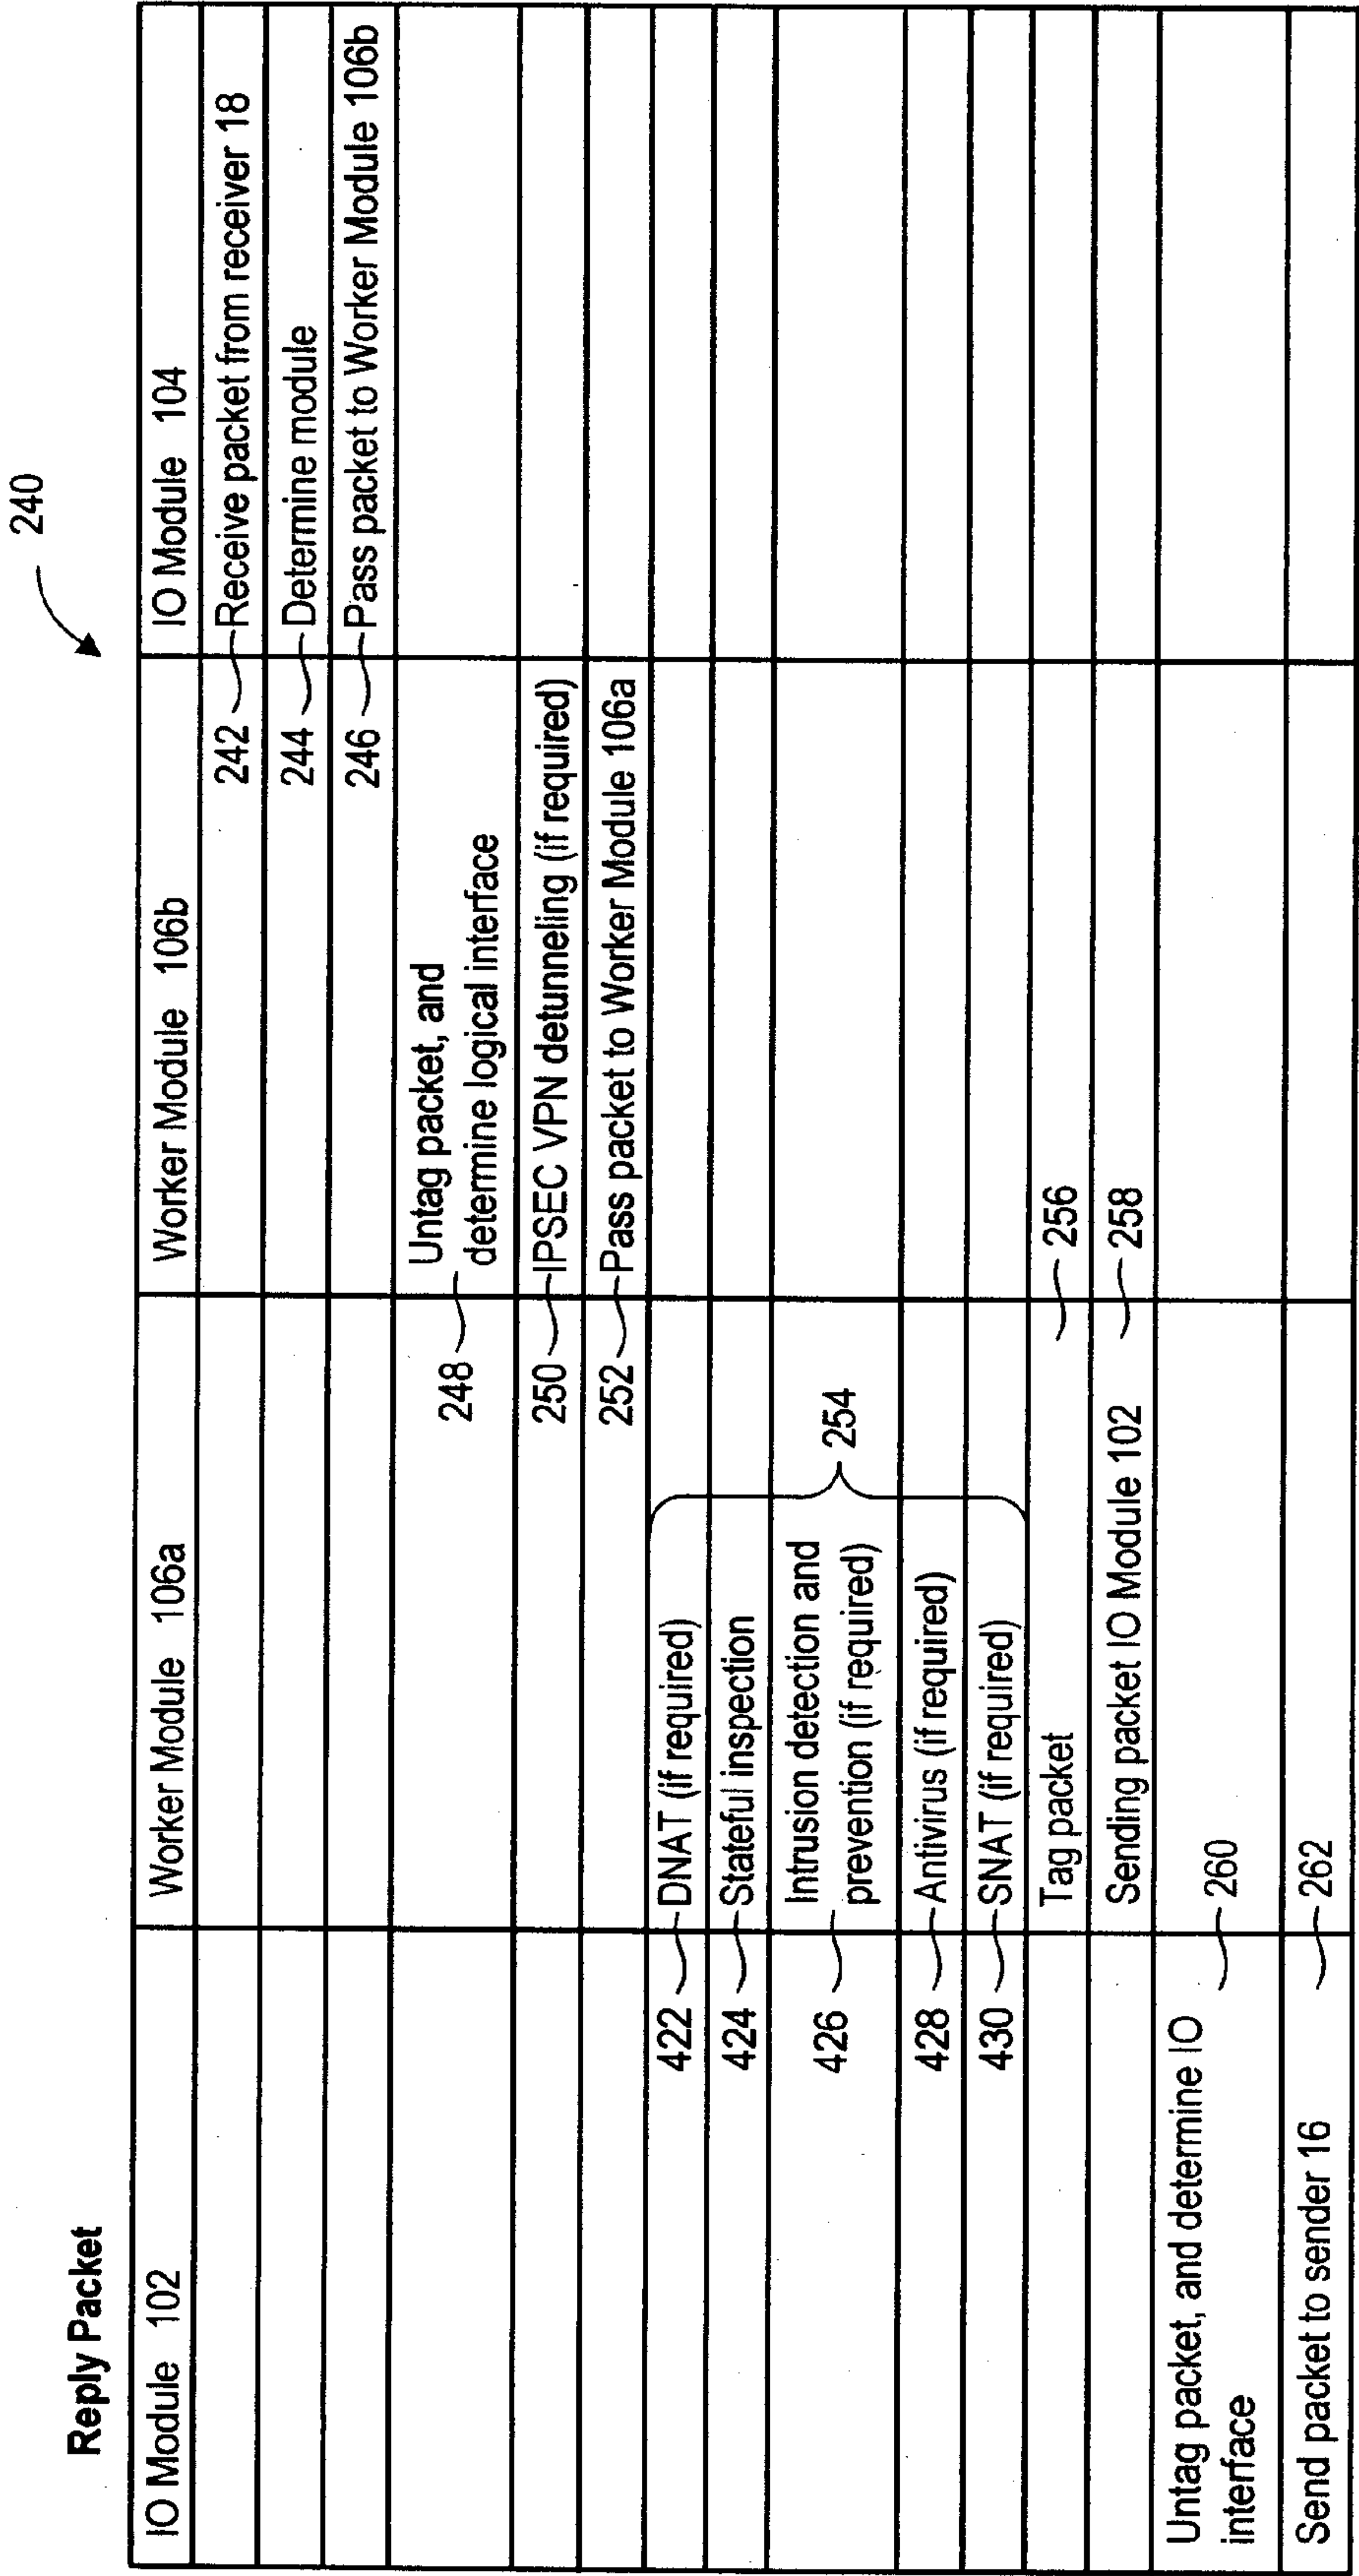 Reply Packet
240
IO Module 102
Worker Module 106a
Worker Module 106b
IO Module 104
242
Receive packet from receiver 18
244
Determine module
246
Pass packet to Worker Module 106b
248
Untag packet, and
determine logical interface
250
IPSEC VPN detunneling (if required)
252
Pass packet to Worker Module 106a
422
DNAT (if required)
424
Stateful inspection
426
Intrusion detection and
prevention (if required)
254
428
Antivirus (if required)
430
SNAT (if required)
Tag packet
256
Sending packet IO Module 102
258
Untag packet, and determine IO
interface
260
Send packet to sender 16
262